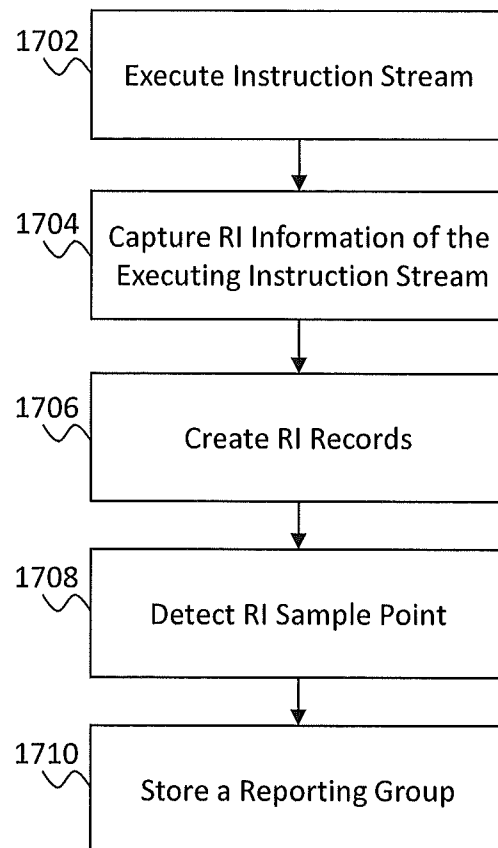 1702
Execute Instruction Stream
1704
Capture RI Information of the
Executing Instruction Stream
1706
Create RI Records
1708
Detect RI Sample Point
1710
Store a Reporting Group